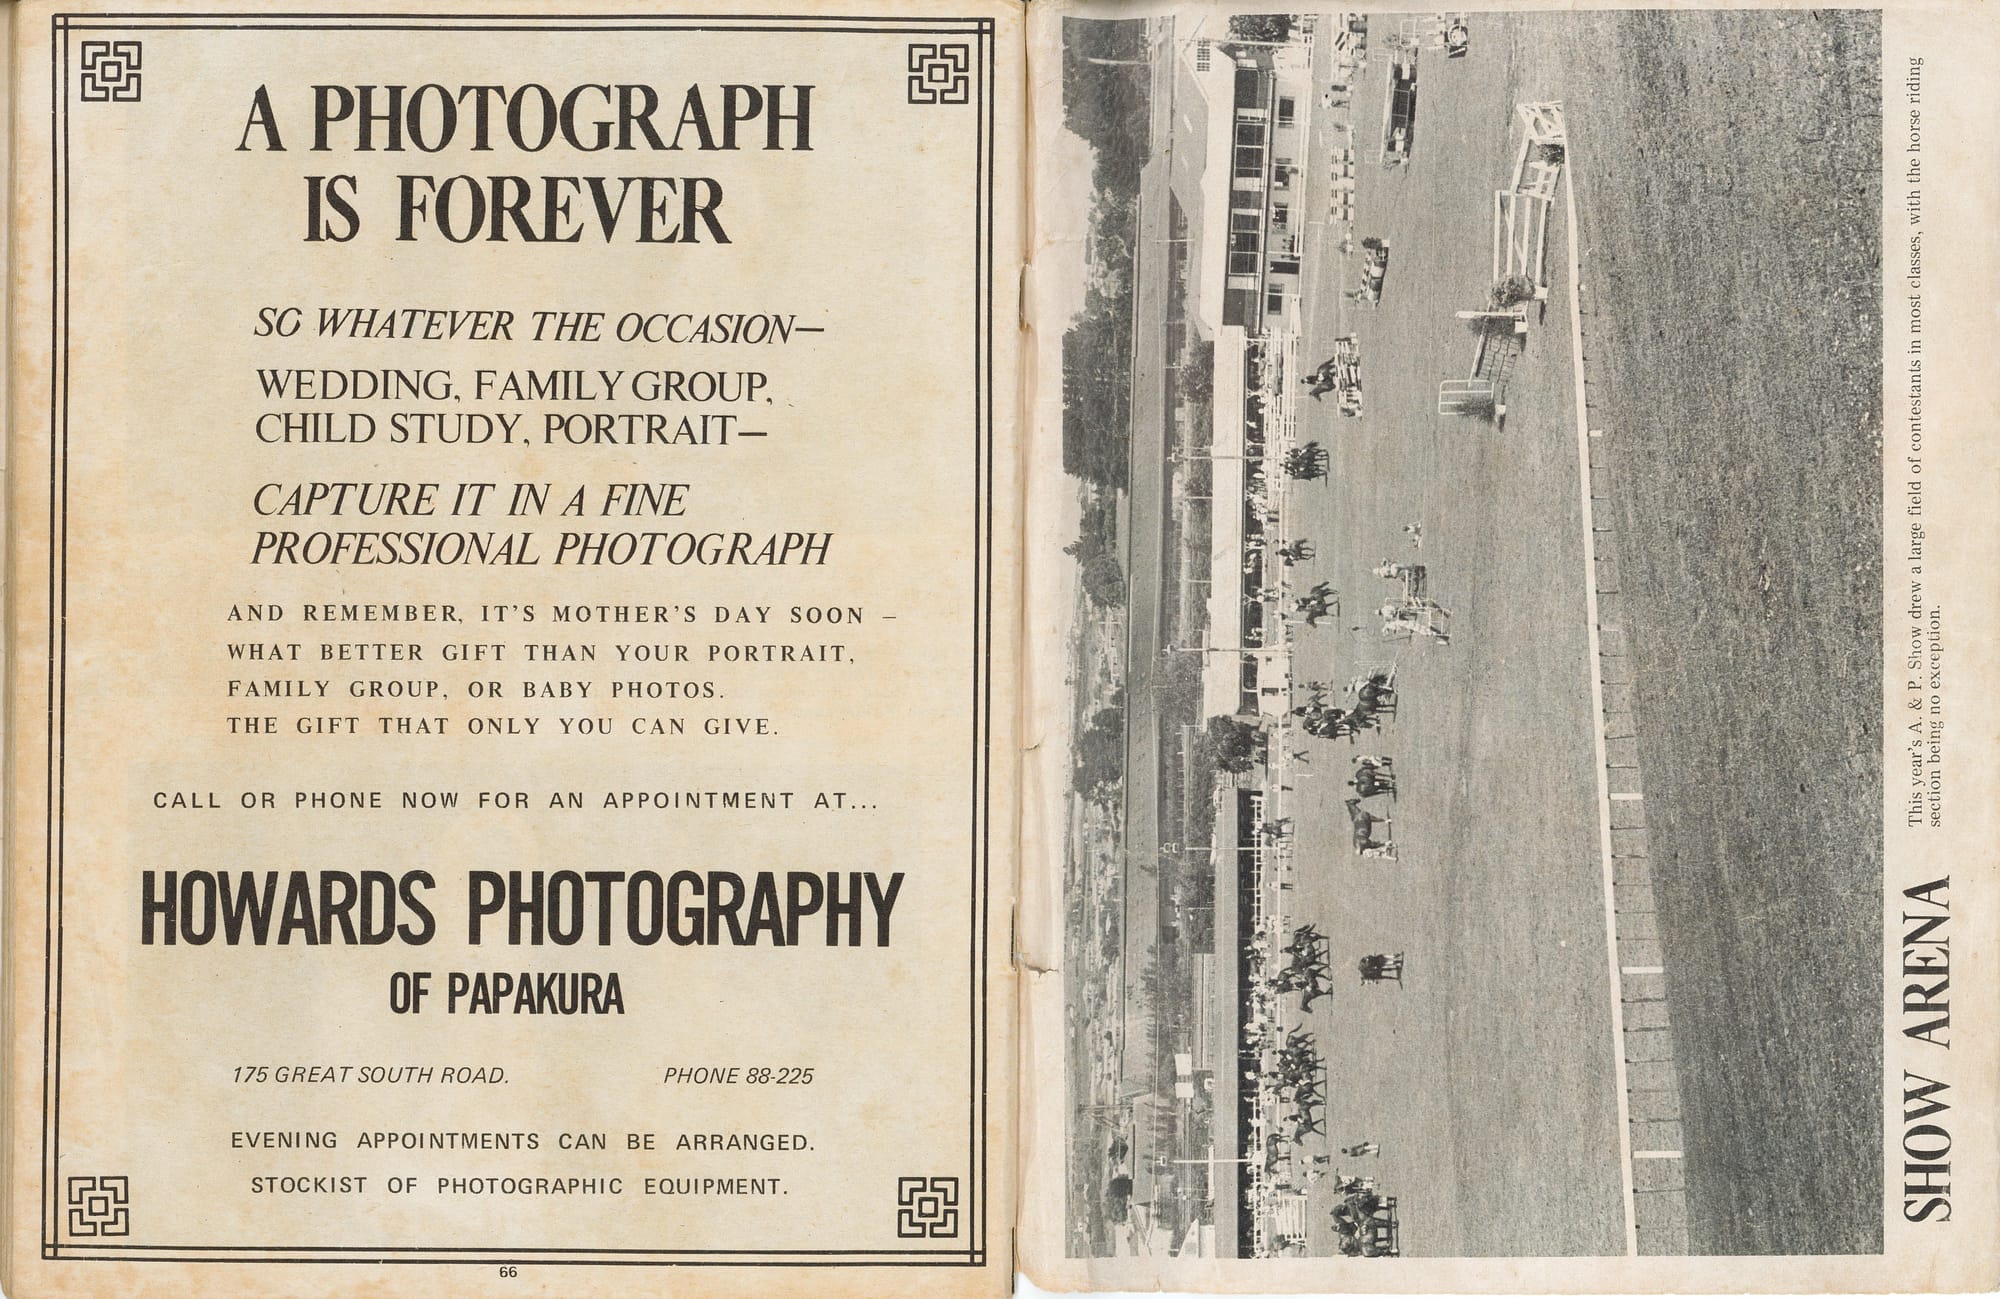 A PHOTOGRAPH
IS FOREVER
SO WHATEVER THE OCCASION—
WEDDING, FAMILY GROUP,
CHILD STUDY, PORTRAIT—
CAPTURE IT IN A FINE
PROFESSIONAL PHOTOGRAPH
AND REMEMBER, IT'S MOTHER'S DAY SOON –
WHAT BETTER GIFT THAN YOUR PORTRAIT,
FAMILY GROUP, OR BABY PHOTOS.
THE GIFT THAT ONLY YOU CAN GIVE.
CALL OR PHONE NOW FOR AN APPOINTMENT AT...
HOWARDS PHOTOGRAPHY
OF PAPAKURA
175 GREAT SOUTH ROAD. PHONE 88-225
EVENING APPOINTMENTS CAN BE ARRANGED.
STOCKIST OF PHOTOGRAPHIC EQUIPMENT.
66
SHOW ARENA
This year's A. & P. Show drew a large field of contestants in most classes, with the horse riding
section being no exception.